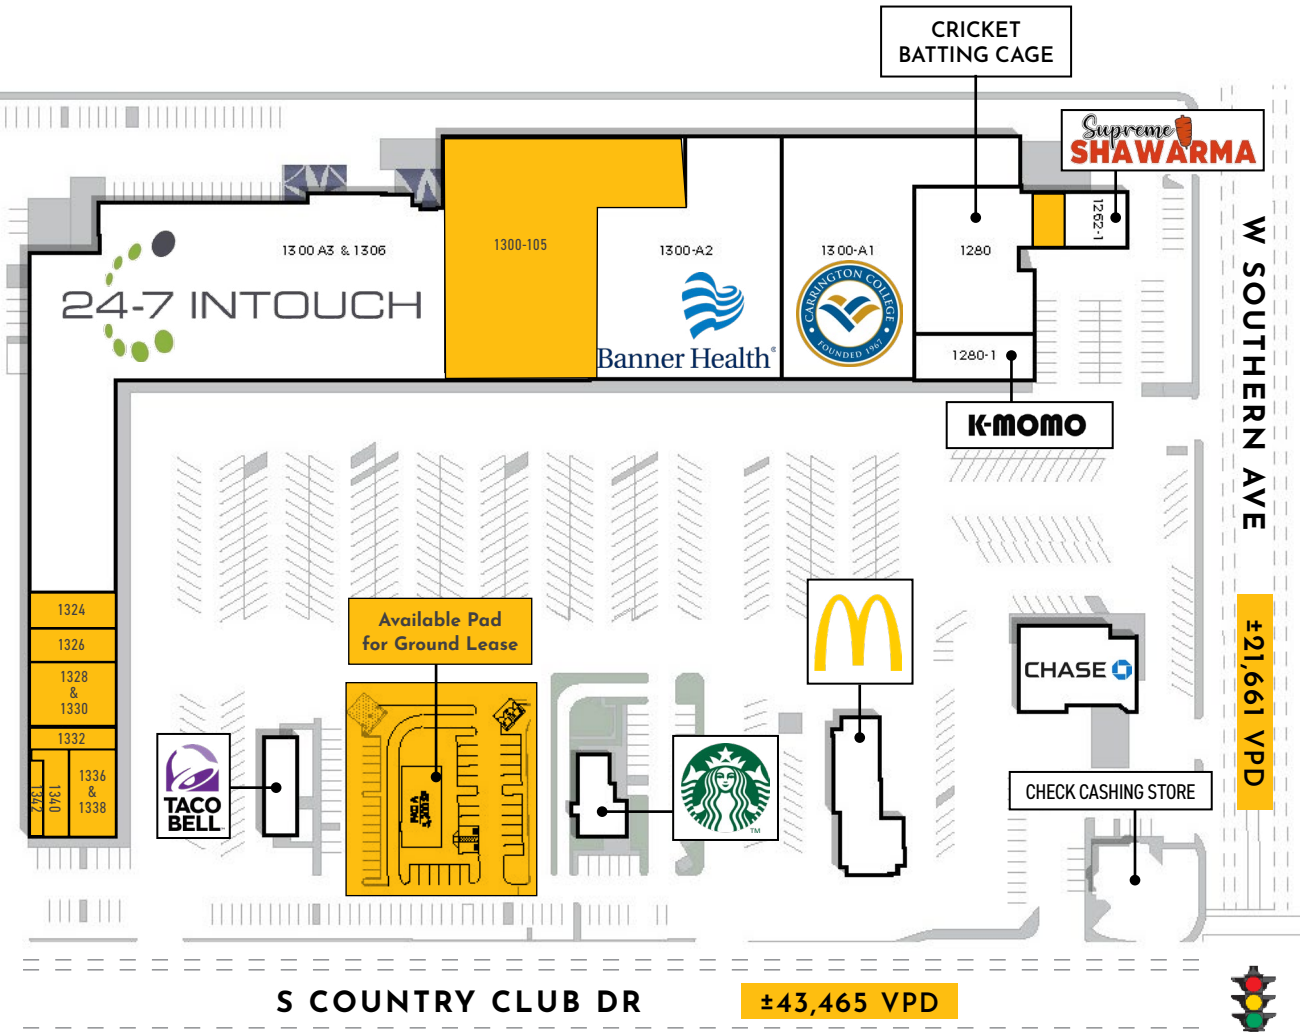 CRICKET
BATTING CAGE
Supreme
SHAWARMA
1262-1
1300 A3 & 1306
1300-105
1300-A2
1300-A1
1280
24-7 INTOUCH
Banner Health®
CARRINGTON COLLEGE
FOUNDED 1967
1280-1
K-MOMO
W SOUTHERN AVE
±21,661 VPD
1324
1326
1328
&
1330
1332
1336
&
1338
1340
1342
Available Pad
for Ground Lease
TACO
BELL
TM
CHASE
CHECK CASHING STORE
S COUNTRY CLUB DR
±43,465 VPD